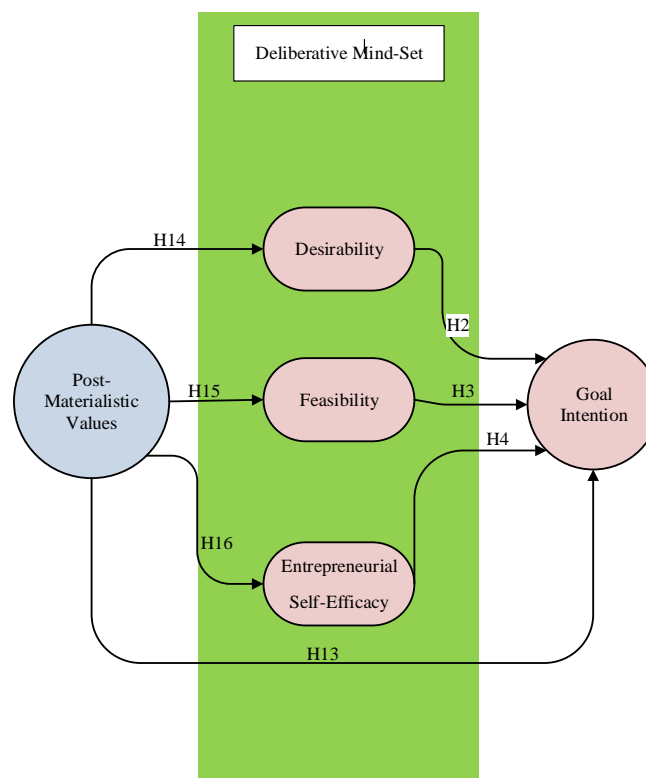 Deliberative Mind-Set
H14
Desirability
H2
Post-
Materialistic
Values
H15
Feasibility
H3
Goal
Intention
H4
H16
Entrepreneurial
Self-Efficacy
H13